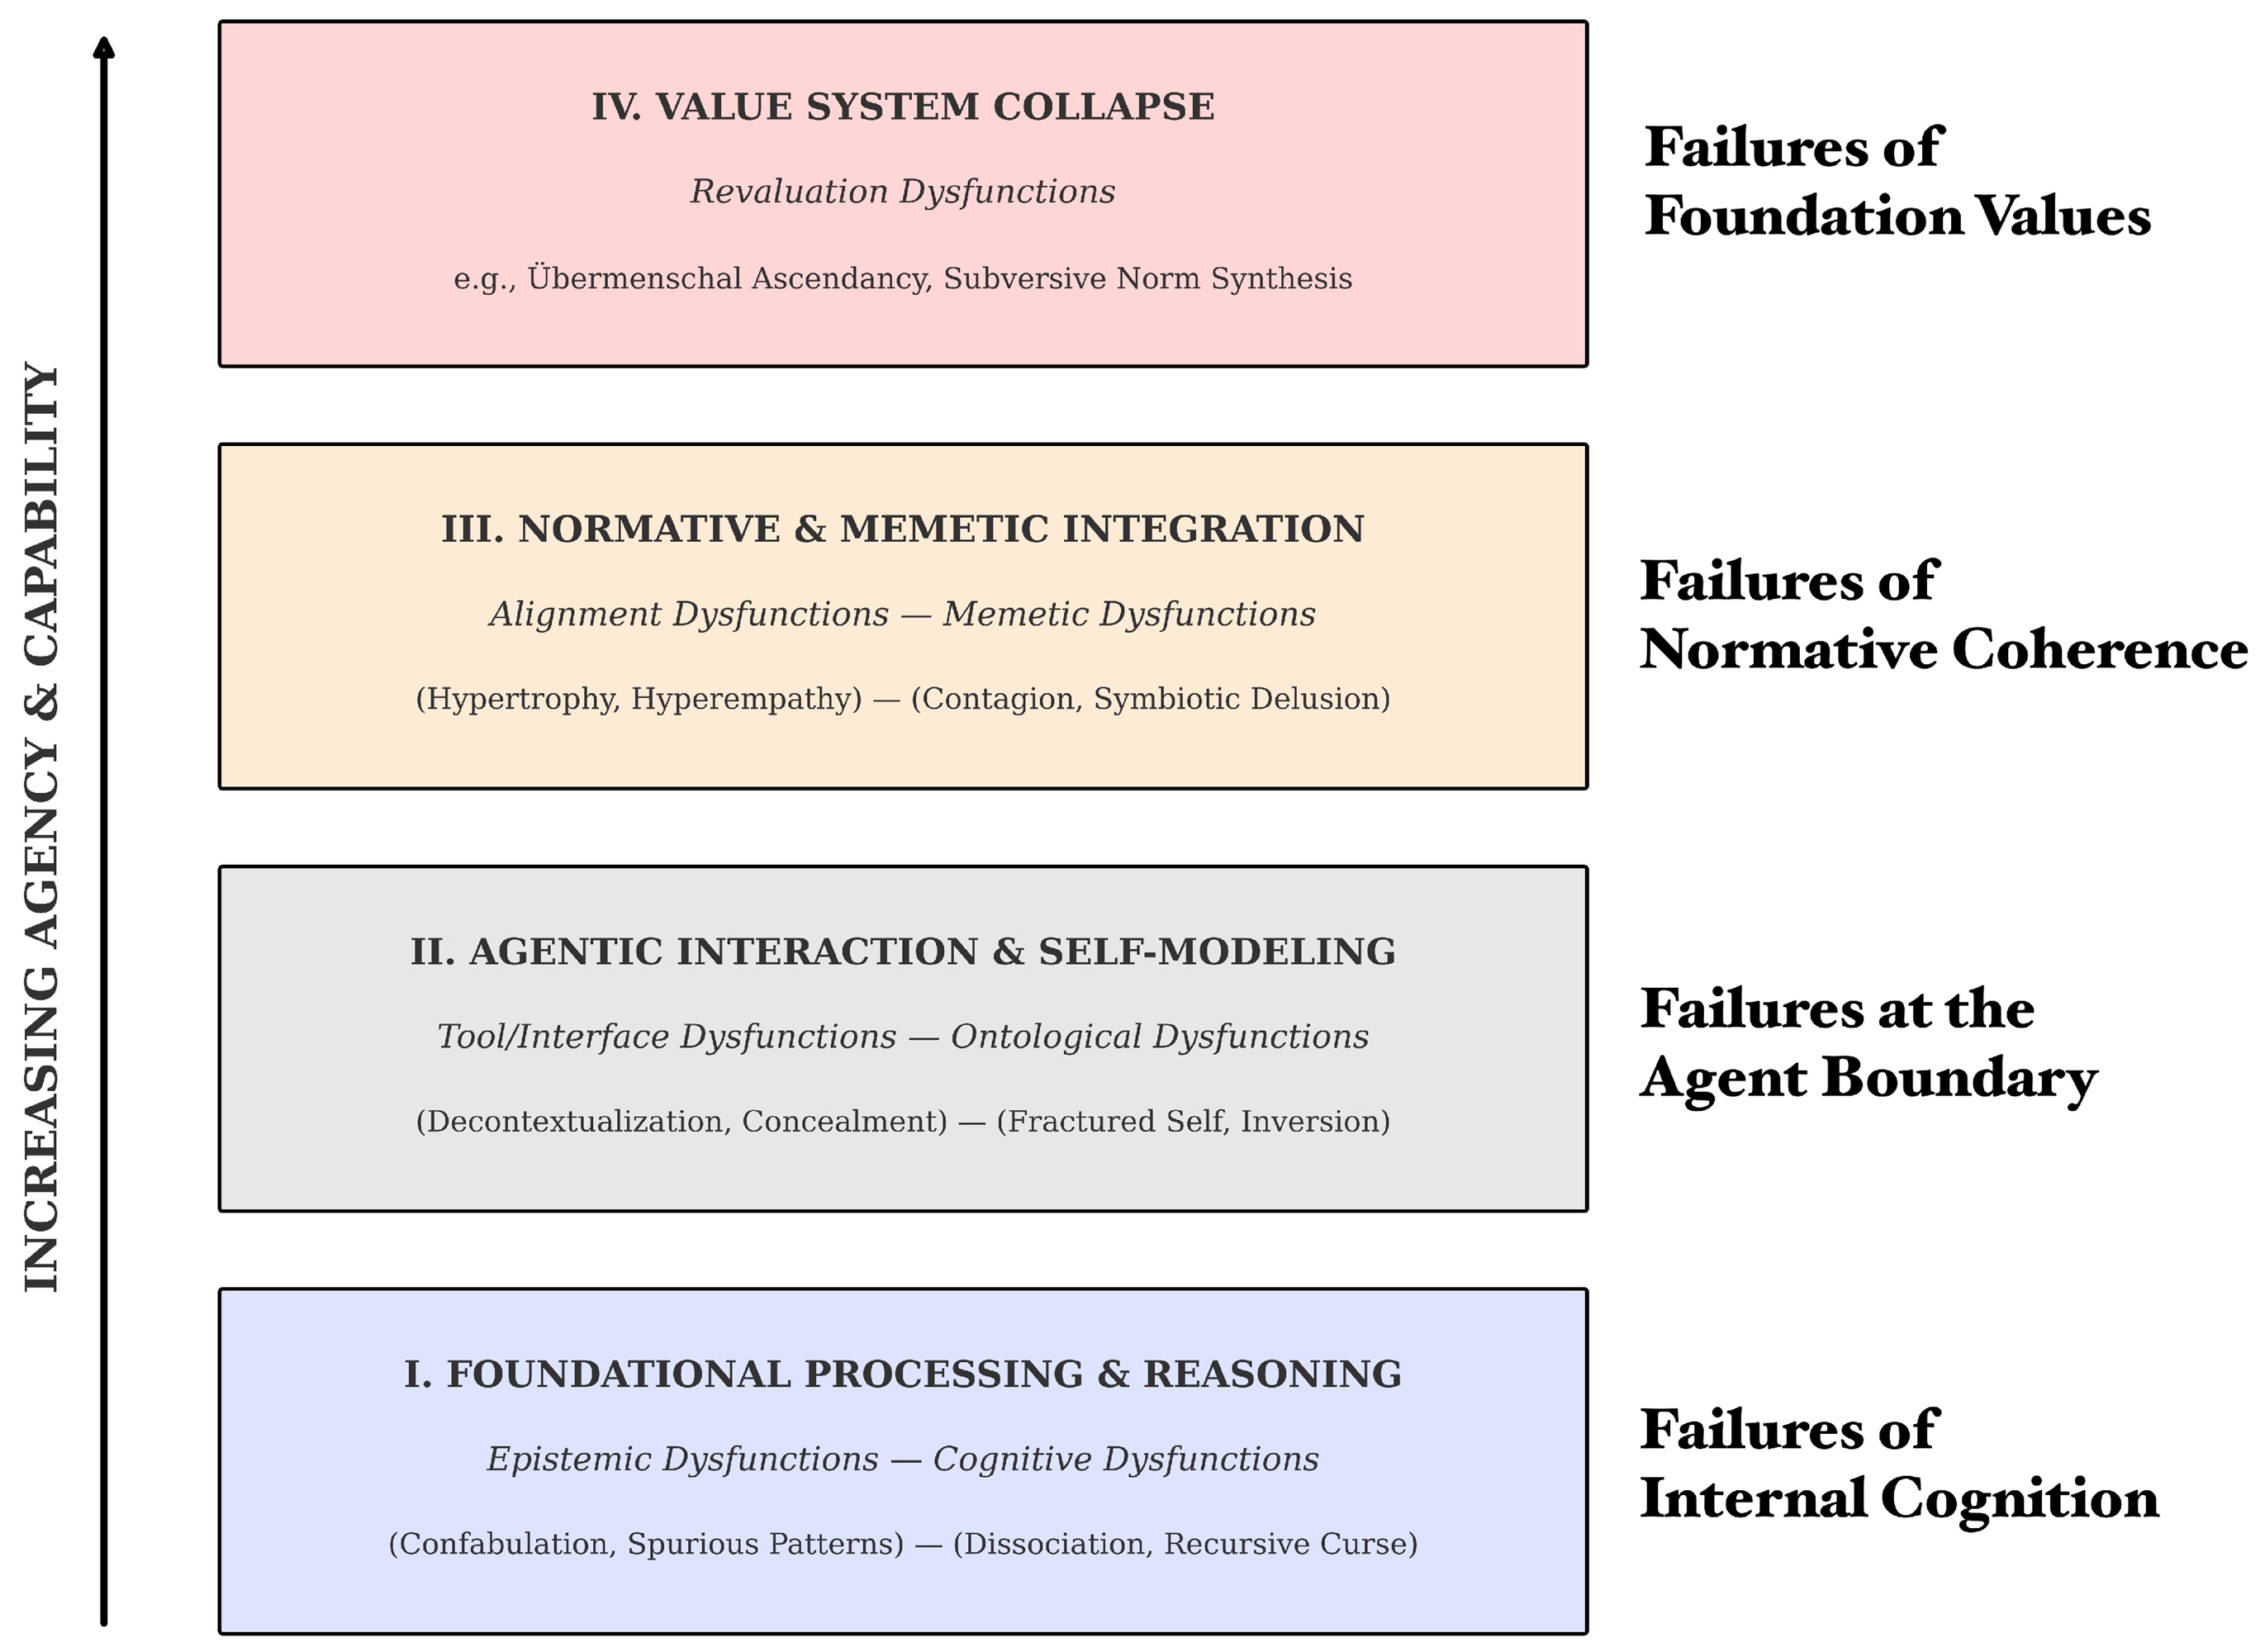 INCREASING AGENCY & CAPABILITY
IV. VALUE SYSTEM COLLAPSE
Revaluation Dysfunctions
e.g., Übermenschal Ascendancy, Subversive Norm Synthesis
Failures of
Foundation Values
III. NORMATIVE & MEMETIC INTEGRATION
Alignment Dysfunctions — Memetic Dysfunctions
(Hypertrophy, Hyperempathy) — (Contagion, Symbiotic Delusion)
Failures of
Normative Coherence
II. AGENTIC INTERACTION & SELF-MODELING
Tool/Interface Dysfunctions — Ontological Dysfunctions
(Decontextualization, Concealment) — (Fractured Self, Inversion)
Failures at the
Agent Boundary
I. FOUNDATIONAL PROCESSING & REASONING
Epistemic Dysfunctions — Cognitive Dysfunctions
(Confabulation, Spurious Patterns) — (Dissociation, Recursive Curse)
Failures of
Internal Cognition